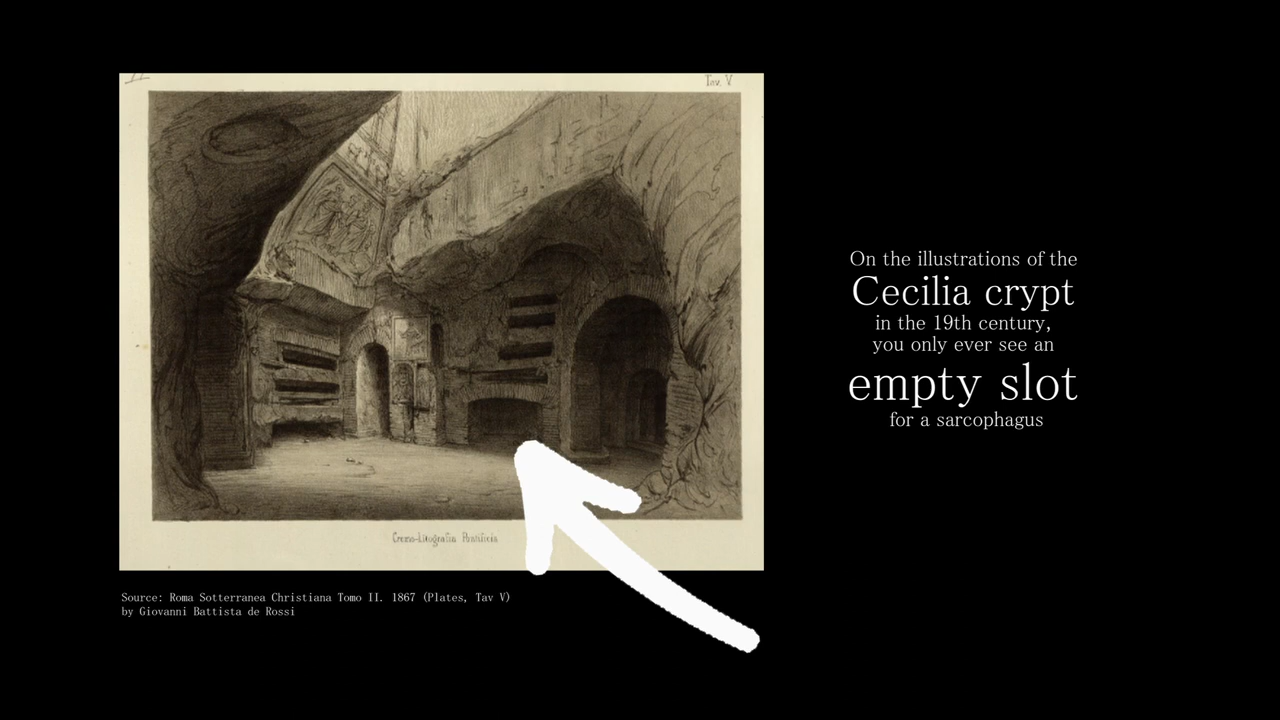 Tav. V
Cromo-Litografia Pontificia
Source: Roma Sotterranea Christiana Tomo II. 1867 (Plates, Tav V)
by Giovanni Battista de Rossi
On the illustrations of the
Cecilia crypt
in the 19th century,
you only ever see an
empty slot
for a sarcophagus